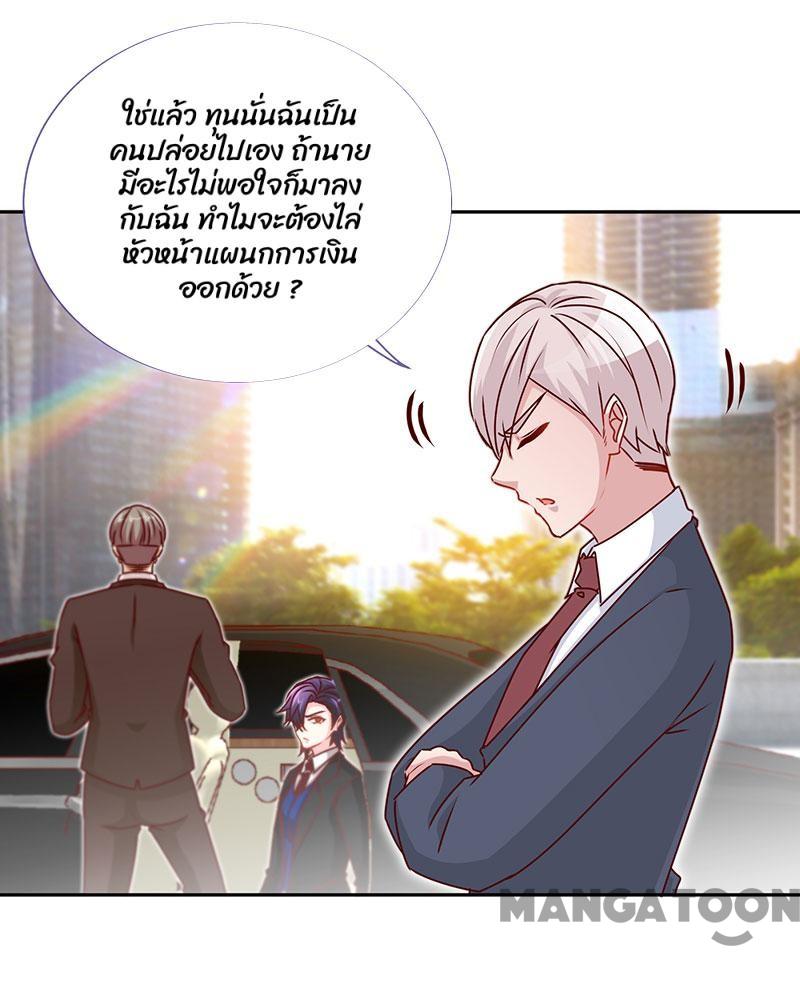 ใช่แล้ว ทุนนั่นฉันเป็น
คนปล่อยไปเอง ถ้านาย
มีอะไรไม่พอใจก็มาลง
กับฉัน ทำไมจะต้องไล่
หัวหน้าแผนกการเงิน
ออกด้วย ?
MANGATOON